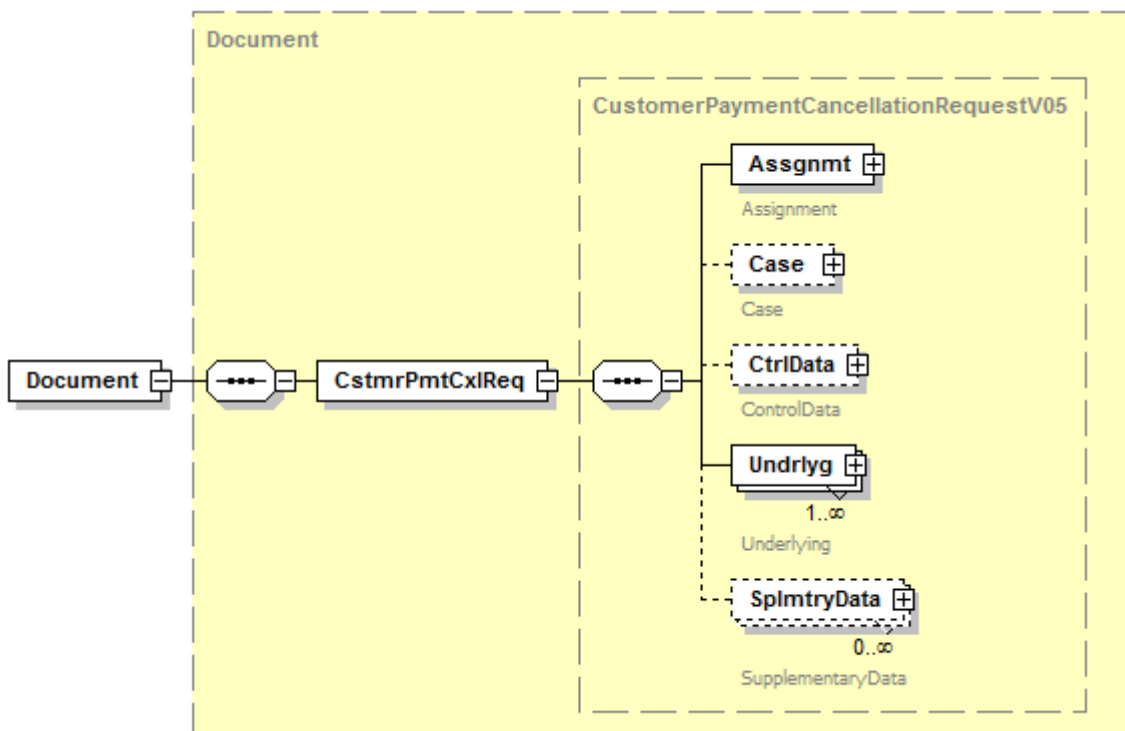 Document
CustomerPaymentCancellationRequestV05
Assgnmt
Assignment
Case
Case
Document
CstmrPmtCxlReq
CtrlData
ControlData
Undrlyg
1..∞
Underlying
SplmtryData
0..∞
SupplementaryData